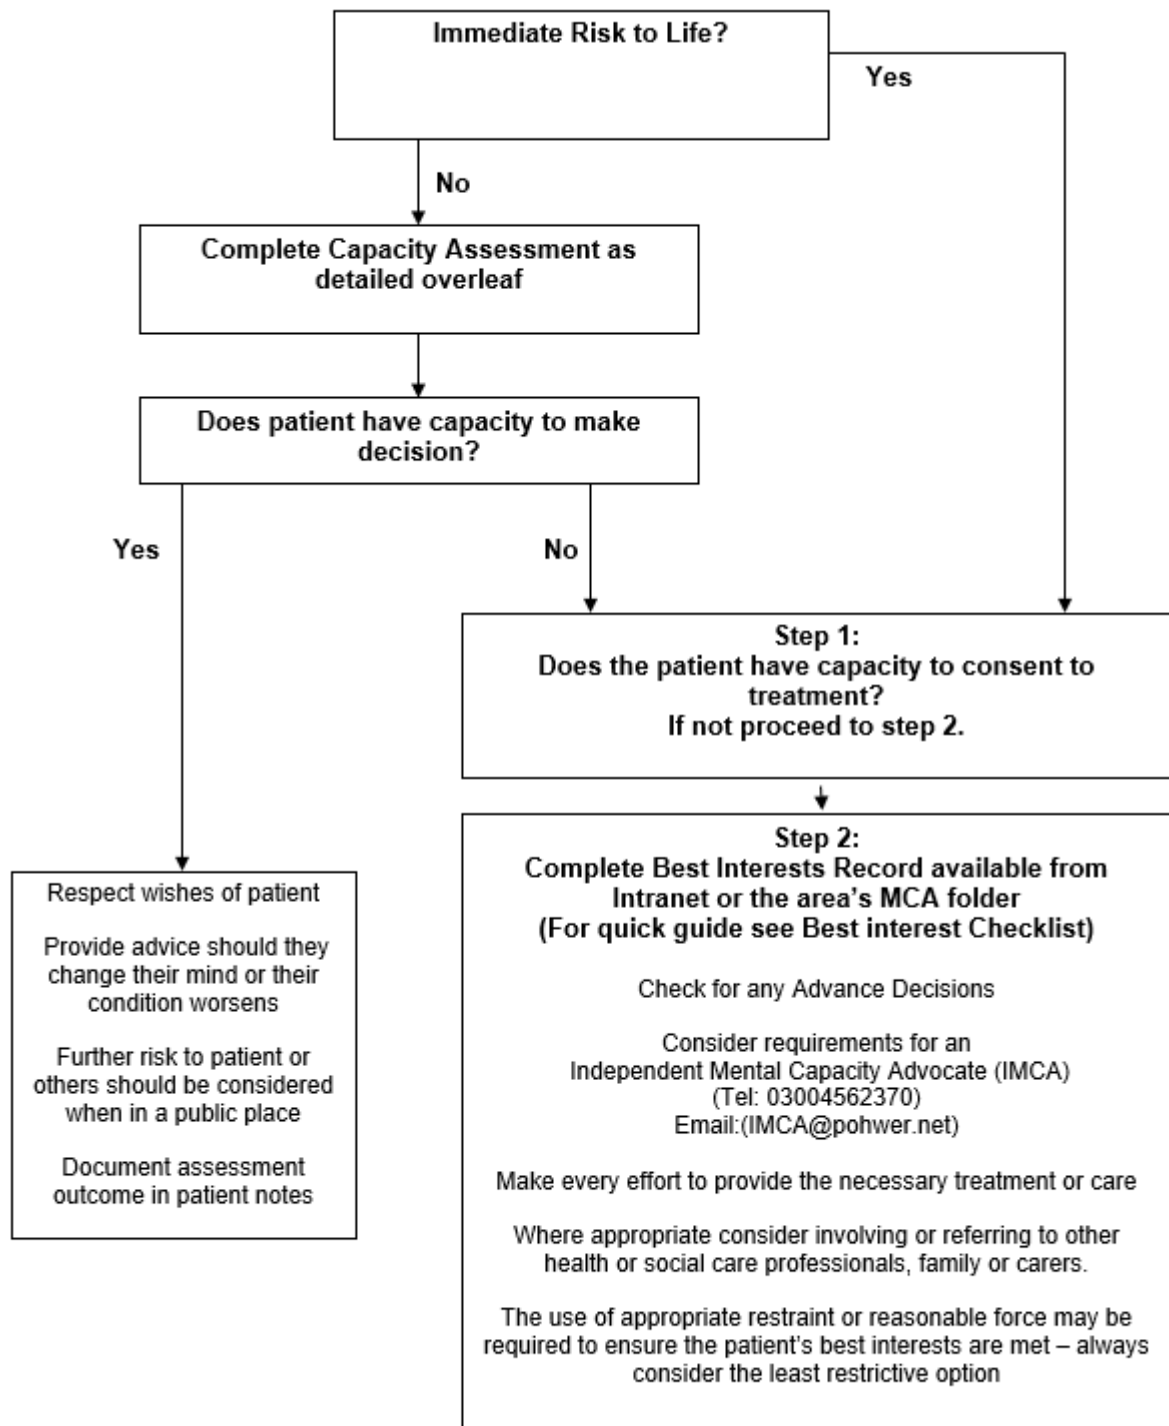 Immediate Risk to Life?
Yes
No
Complete Capacity Assessment as
detailed overleaf
Does patient have capacity to make
decision?
Yes
No
Step 1:
Does the patient have capacity to consent to
treatment?
If not proceed to step 2.
Respect wishes of patient
Provide advice should they
change their mind or their
condition worsens
Further risk to patient or
others should be considered
when in a public place
Document assessment
outcome in patient notes
Step 2:
Complete Best Interests Record available from
Intranet or the area's MCA folder
(For quick guide see Best interest Checklist)
Check for any Advance Decisions
Consider requirements for an
Independent Mental Capacity Advocate (IMCA)
(Tel: 03004562370)
Email:(IMCA@pohwer.net)
Make every effort to provide the necessary treatment or care
Where appropriate consider involving or referring to other
health or social care professionals, family or carers.
The use of appropriate restraint or reasonable force may be
required to ensure the patient's best interests are met – always
consider the least restrictive option